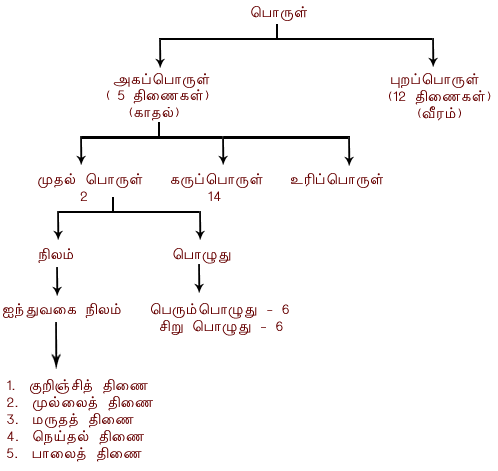 பொருள்
அகப்பொருள்
( 5 திணைகள்)
(காதல்)
புறப்பொருள்
(12 திணைகள்)
(வீரம்)
முதல் பொருள்
2
கருப்பொருள்
14
உரிப்பொருள்
நிலம்
பொழுது
ஐந்துவகை நிலம்
பெரும்பொழுது - 6
சிறு பொழுது - 6
1. குறிஞ்சித் திணை
2. முல்லைத் திணை
3. மருதத் திணை
4. நெய்தல் திணை
5. பாலைத் திணை